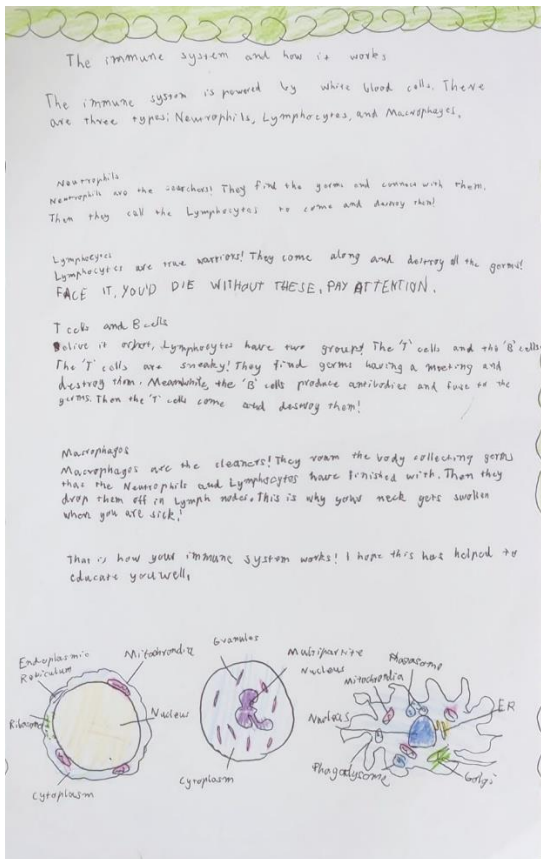 The immune system and how it works
The immune system is powered by white blood cells. There
are three types: Neutrophils, Lymphocytes, and Macrophages.
Neutrophils
Neutrophils are the searchers! They find the germs and connect with them.
Then they call the Lymphocytes to come and destroy them!
Lymphocytes
Lymphocytes are true warriors! They come along and destroy all the germs!
FACE IT, YOU'D DIE WITHOUT THESE, PAY ATTENTION.
T cells and B cells
Belive it or not, Lymphocytes have two groups! The 'T' cells and the 'B' cells
The 'T' cells are sneaky! They find germs having a meeting and
destroy them. Meanwhile, the 'B' cells produce antibodies and fuse to the
germs. Then the 'T' cells come and destroy them!
Macrophages
Macrophages are the cleaners! They roam the body collecting germs
that the Neutrophils and Lymphocytes have finished with. Then they
drop them off in Lymph nodes. This is why your neck gets swollen
when you are sick!
That is how your immune system works! I hope this has helped to
educate you well.
Endoplasmic
Reticulum
Mitochondria
Ribosome
Nucleus
Cytoplasm
Granules
Multipartite
Nucleus
Cytoplasm
Phagosome
Mitochondria
Nucleus
ER
Phagolysome
Golgi